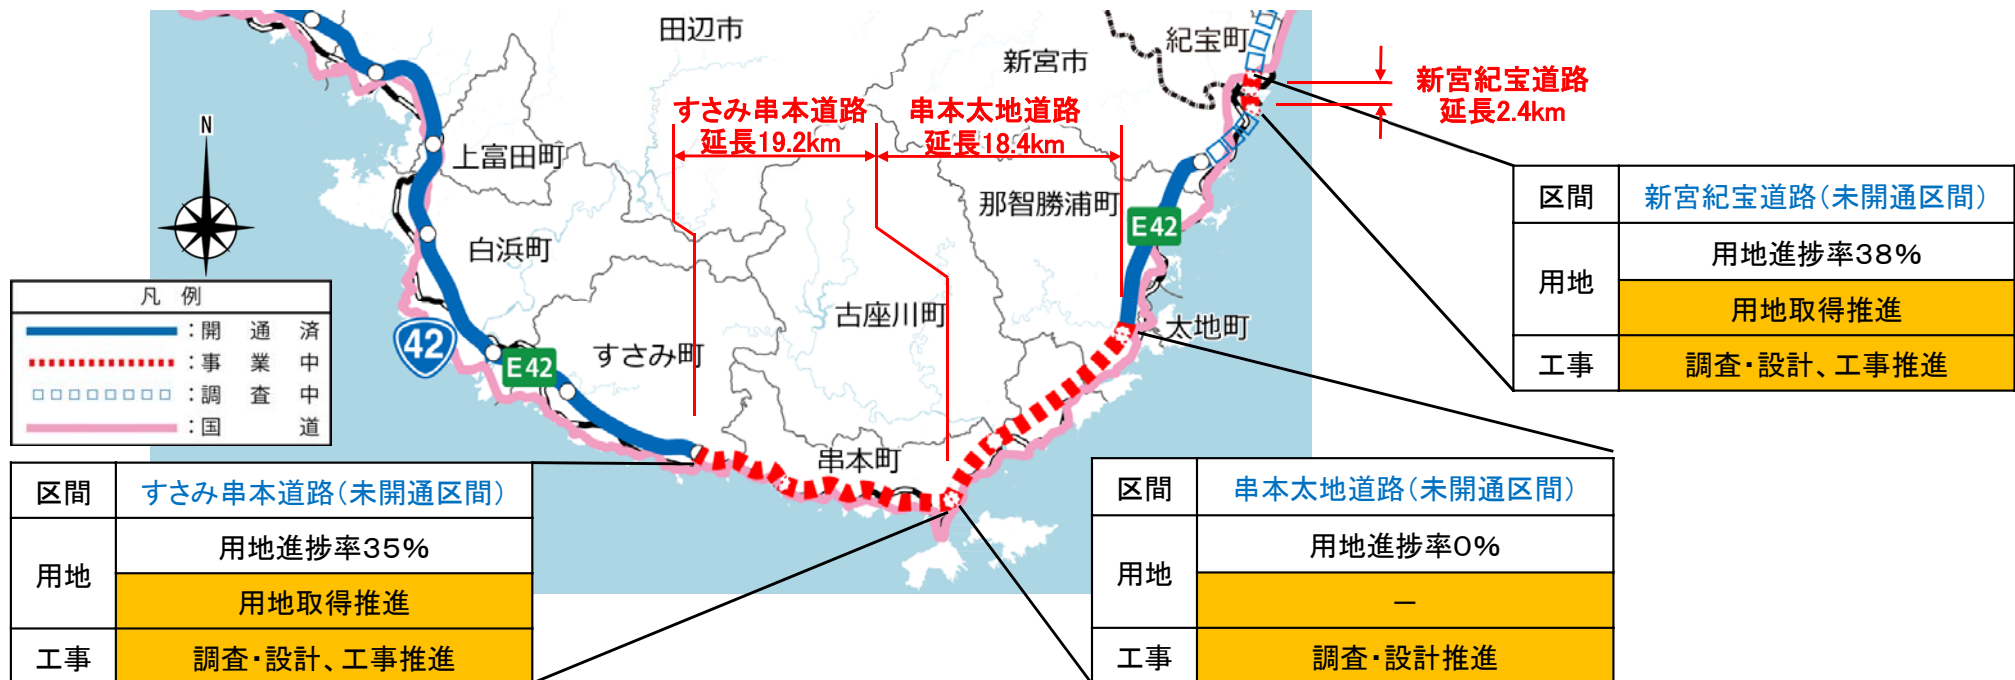 田辺市
新宮市
紀宝町
新宮紀宝道路
延長2.4km
すさみ串本道路
延長19.2km
串本太地道路
延長18.4km
N
上富田町
那智勝浦町
白浜町
E42
古座川町
太地町
すさみ町
42
E42
串本町
凡 例
:開 通 済
:事 業 中
:調 査 中
:国 道
区間 新宮紀宝道路(未開通区間)
用地 用地進捗率38%
用地取得推進
工事 調査・設計、工事推進
区間 すさみ串本道路(未開通区間)
用地 用地進捗率35%
用地取得推進
工事 調査・設計、工事推進
区間 串本太地道路(未開通区間)
用地 用地進捗率0%
―
工事 調査・設計推進